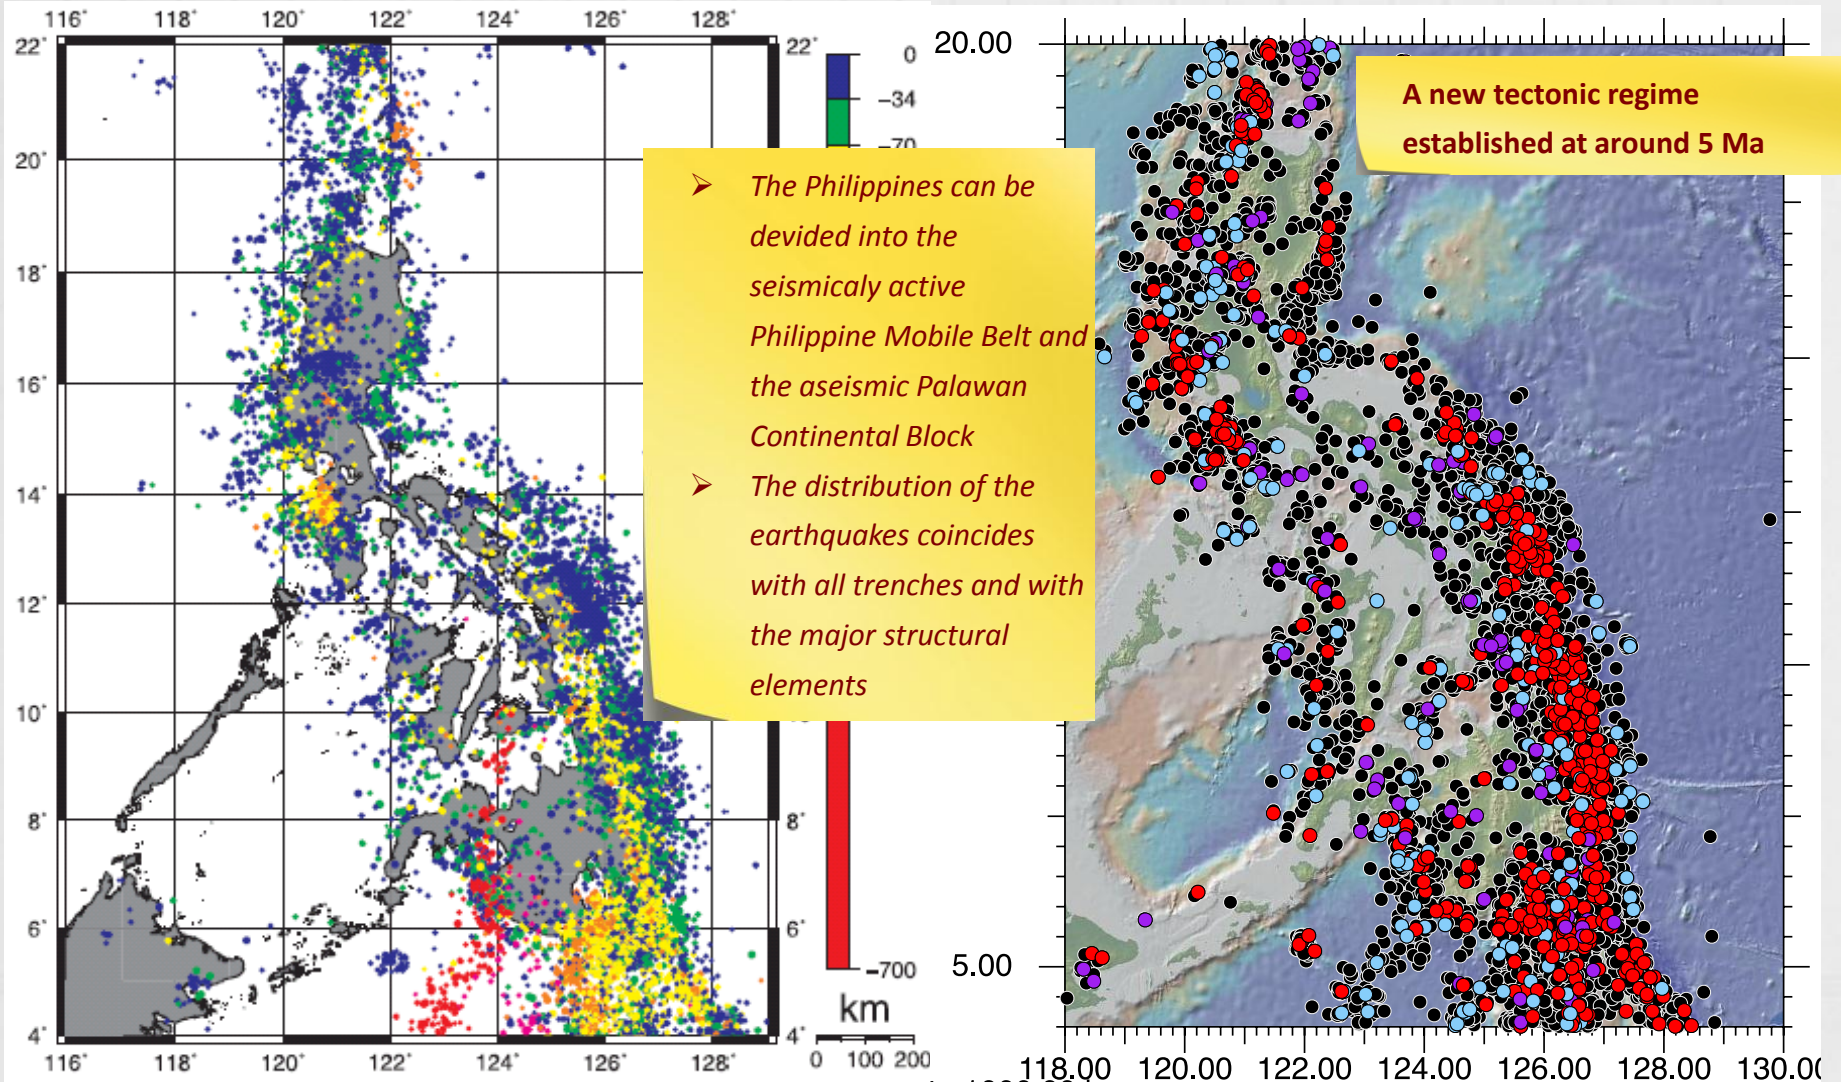 116° 118° 120° 122° 124° 126° 128°
22° 22°
20°
18°
16°
14°
12°
10°
8° 8°
6° 6°
4° 4°
116° 118° 120° 122° 124° 126° 128°
0
−34
−70
−700
km
0 100 200
➢ The Philippines can be
devided into the
seismicaly active
Philippine Mobile Belt and
the aseismic Palawan
Continental Block
➢ The distribution of the
earthquakes coincides
with all trenches and with
the major structural
elements
20.00
5.00
118.00 120.00 122.00 124.00 126.00 128.00
A new tectonic regime
established at around 5 Ma